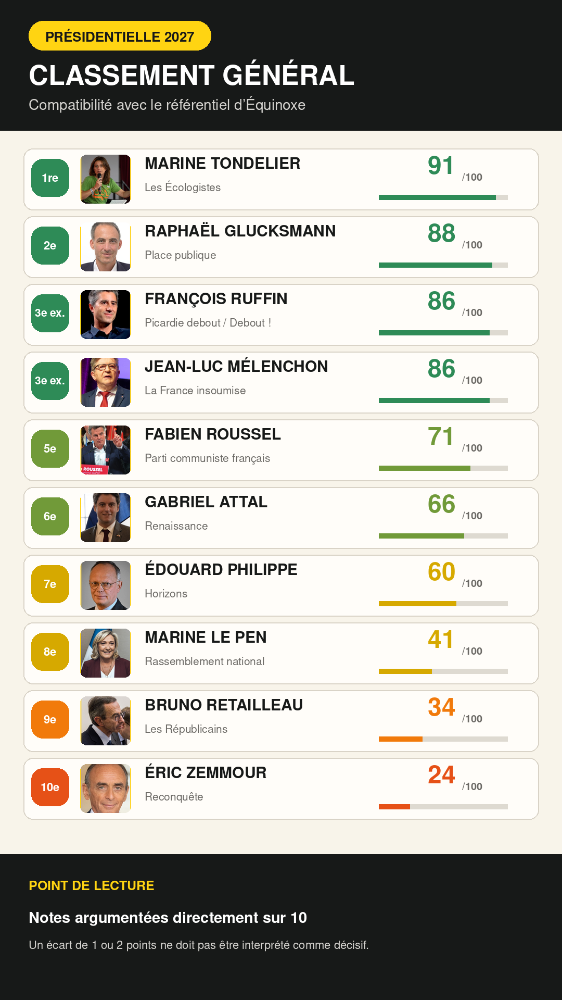 PRÉSIDENTIELLE 2027
CLASSEMENT GÉNÉRAL
Compatibilité avec le référentiel d’Équinoxe
1re
MARINE TONDELIER
Les Écologistes
91 /100
2e
RAPHAËL GLUCKSMANN
Place publique
88 /100
3e ex.
FRANÇOIS RUFFIN
Picardie debout / Debout !
86 /100
3e ex.
JEAN-LUC MÉLENCHON
La France insoumise
86 /100
5e
ROUSSEL
FABIEN ROUSSEL
Parti communiste français
71 /100
6e
GABRIEL ATTAL
Renaissance
66 /100
7e
ÉDOUARD PHILIPPE
Horizons
60 /100
8e
MARINE LE PEN
Rassemblement national
41 /100
9e
BRUNO RETAILLEAU
Les Républicains
34 /100
10e
ÉRIC ZEMMOUR
Reconquête
24 /100
POINT DE LECTURE
Notes argumentées directement sur 10
Un écart de 1 ou 2 points ne doit pas être interprété comme décisif.